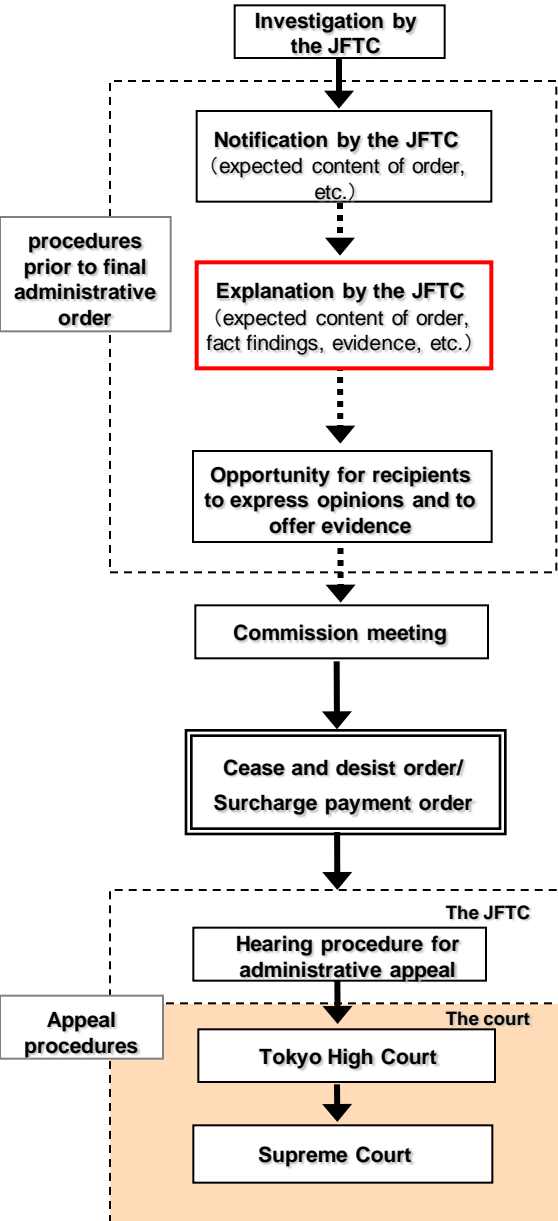 Investigation by
the JFTC
Notification by the JFTC
（expected content of order,
etc.）
procedures
prior to final
administrative
order
Explanation by the JFTC
（expected content of order,
fact findings, evidence, etc.）
Opportunity for recipients
to express opinions and to
offer evidence
Commission meeting
Cease and desist order/
Surcharge payment order
The JFTC
Hearing procedure for
administrative appeal
Appeal
procedures
The court
Tokyo High Court
Supreme Court